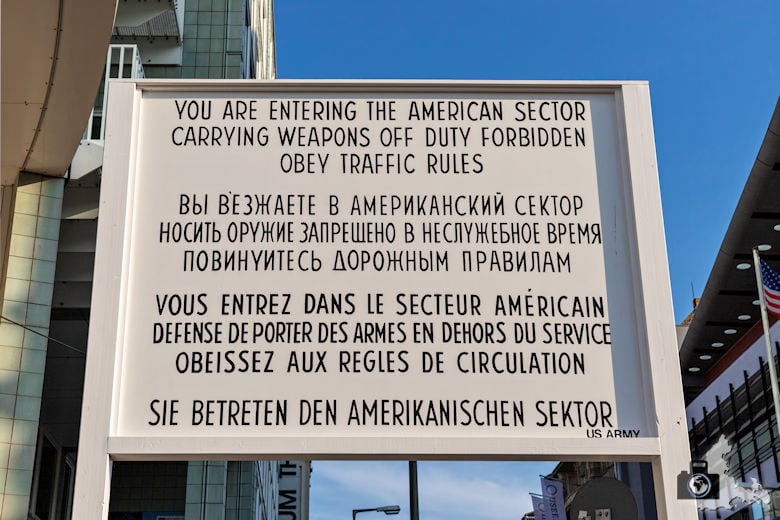 YOU ARE ENTERING THE AMERICAN SECTOR
CARRYING WEAPONS OFF DUTY FORBIDDEN
OBEY TRAFFIC RULES
ВЫ В'ЕЗЖАЕТЕ В АМЕРИКАНСКИЙ СЕКТОР
НОСИТЬ ОРУЖИЕ ЗАПРЕЩЕНО В НЕСЛУЖЕБНОЕ ВРЕМЯ
ПОВИНУИТЕСЬ ДОРОЖНЫМ ПРАВИЛАМ
VOUS ENTREZ DANS LE SECTEUR AMÉRICAIN
DEFENSE DE PORTER DES ARMES EN DEHORS DU SERVICE
OBEISSEZ AUX REGLES DE CIRCULATION
SIE BETRETEN DEN AMERIKANISCHEN SEKTOR
US ARMY